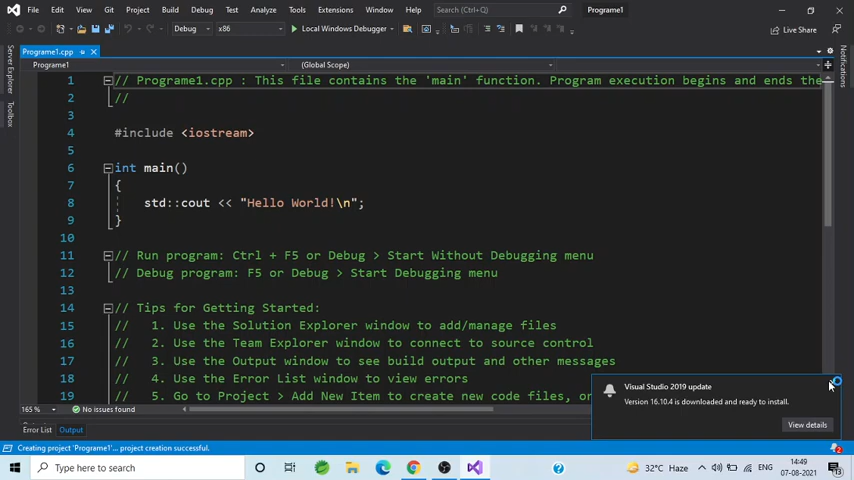 File Edit View Git Project Build Debug Test Analyze Tools Extensions Window Help Search (Ctrl+Q) Programe1
Debug x86 Local Windows Debugger Live Share
Programe1.cpp
Programe1 (Global Scope)
Server Explorer
Toolbox
Notifications
1 // Programe1.cpp : This file contains the 'main' function. Program execution begins and ends the
2 //
3
4 #include <iostream>
5
6 int main()
7 {
8 std::cout << "Hello World!\n";
9 }
10
11 // Run program: Ctrl + F5 or Debug > Start Without Debugging menu
12 // Debug program: F5 or Debug > Start Debugging menu
13
14 // Tips for Getting Started:
15 // 1. Use the Solution Explorer window to add/manage files
16 // 2. Use the Team Explorer window to connect to source control
17 // 3. Use the Output window to see build output and other messages
18 // 4. Use the Error List window to view errors
19 // 5. Go to Project > Add New Item to create new code files, or
Visual Studio 2019 update
Version 16.10.4 is downloaded and ready to install.
View details
165 % No issues found
Error List Output
Creating project 'Programe1'... project creation successful.
2
Type here to search
32°C Haze ENG
14:49
07-08-2021
13